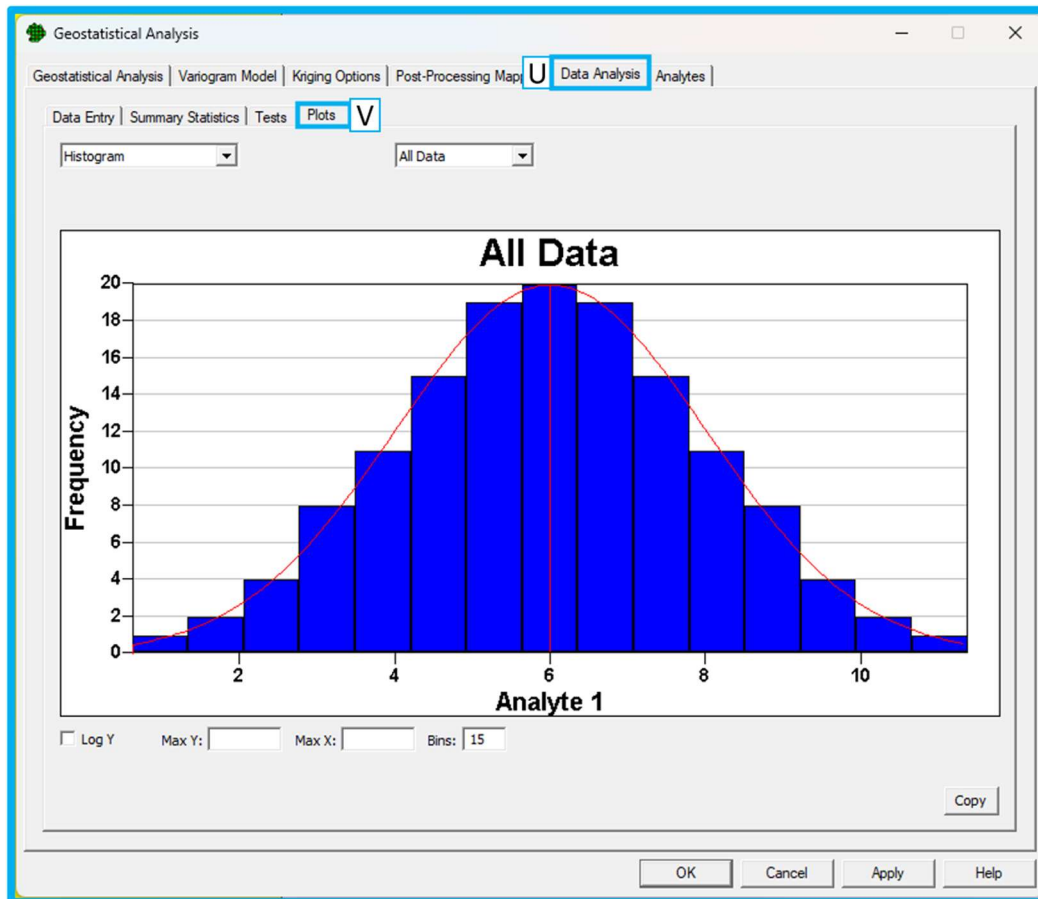 Geostatistical Analysis
Geostatistical Analysis Variogram Model Kriging Options Post-Processing Mapp U Data Analysis Analytes
Data Entry Summary Statistics Tests Plots V
Histogram All Data
All Data
20
18
16
14
12
10
8
6
4
2
0
Frequency
2 4 6 8 10
Analyte 1
Log Y Max Y: Max X: Bins: 15
Copy
OK Cancel Apply Help